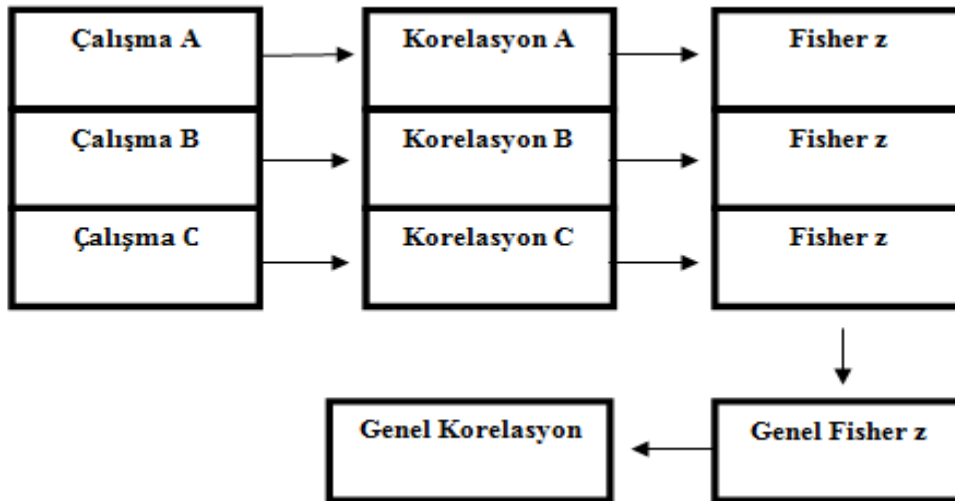 Çalışma A
Korelasyon A
Fisher z
Çalışma B
Korelasyon B
Fisher z
Çalışma C
Korelasyon C
Fisher z
Genel Korelasyon
Genel Fisher z